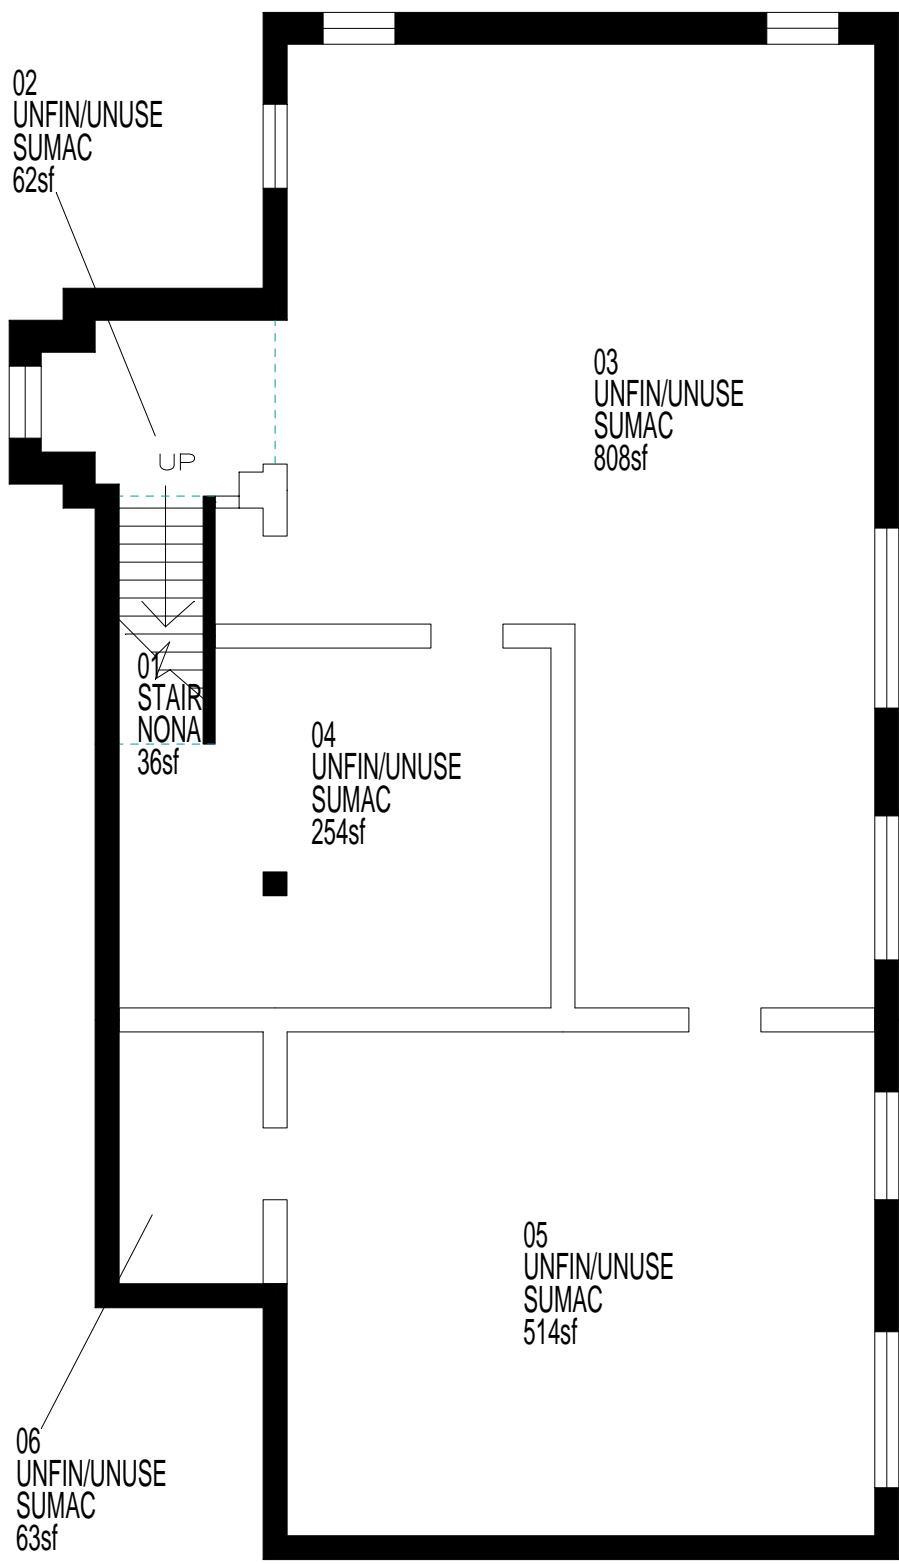 02
UNFIN/UNUSE
SUMAC
62sf
03
UNFIN/UNUSE
SUMAC
808sf
UP
01
STAIR
NONA
36sf
04
UNFIN/UNUSE
SUMAC
254sf
05
UNFIN/UNUSE
SUMAC
514sf
06
UNFIN/UNUSE
SUMAC
63sf